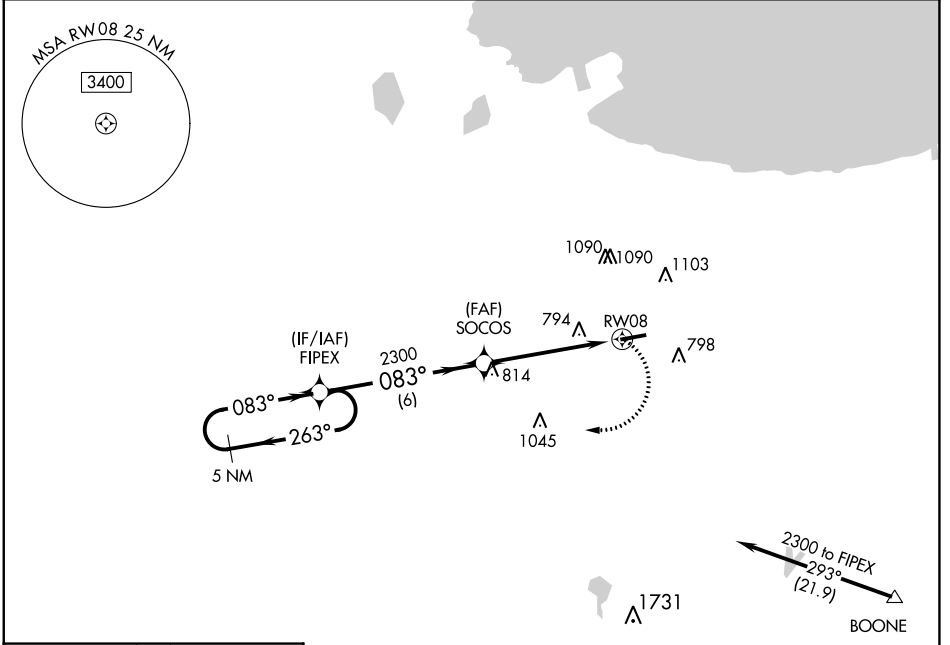 MSA RW08 25 NM
3400
1090
1090
1103
(FAF)
SOCOS
794
RW08
(IF/IAF)
FIPEX
2300
083°
(6)
814
798
083°
263°
1045
5 NM
2300 to FIPEX
293°
(21.9)
BOONE
1731